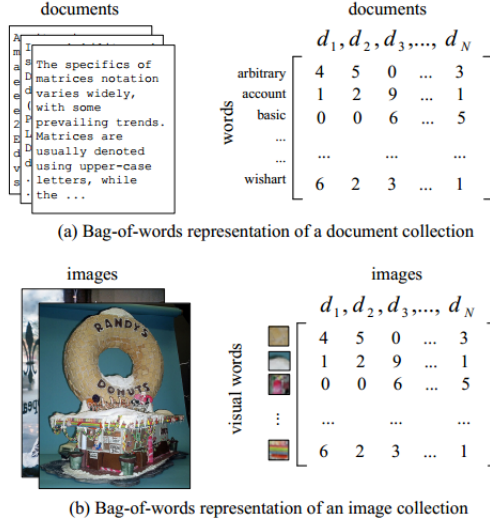 documents
The specifics of
matrices notation
varies widely,
with some
prevailing trends.
Matrices are
usually denoted
using upper-case
letters, while
the ...
documents
d1, d2, d3,..., dN
words
arbitrary 4 5 0 ... 3
account 1 2 9 ... 1
basic 0 0 6 ... 5
...
... ... ... ...
wishart 6 2 3 ... 1
(a) Bag-of-words representation of a document collection
images
RANDYS
DONUTS
images
d1, d2, d3,..., dN
visual words
4 5 0 ... 3
1 2 9 ... 1
0 0 6 ... 5
⋮ ... ... ...
6 2 3 ... 1
(b) Bag-of-words representation of an image collection